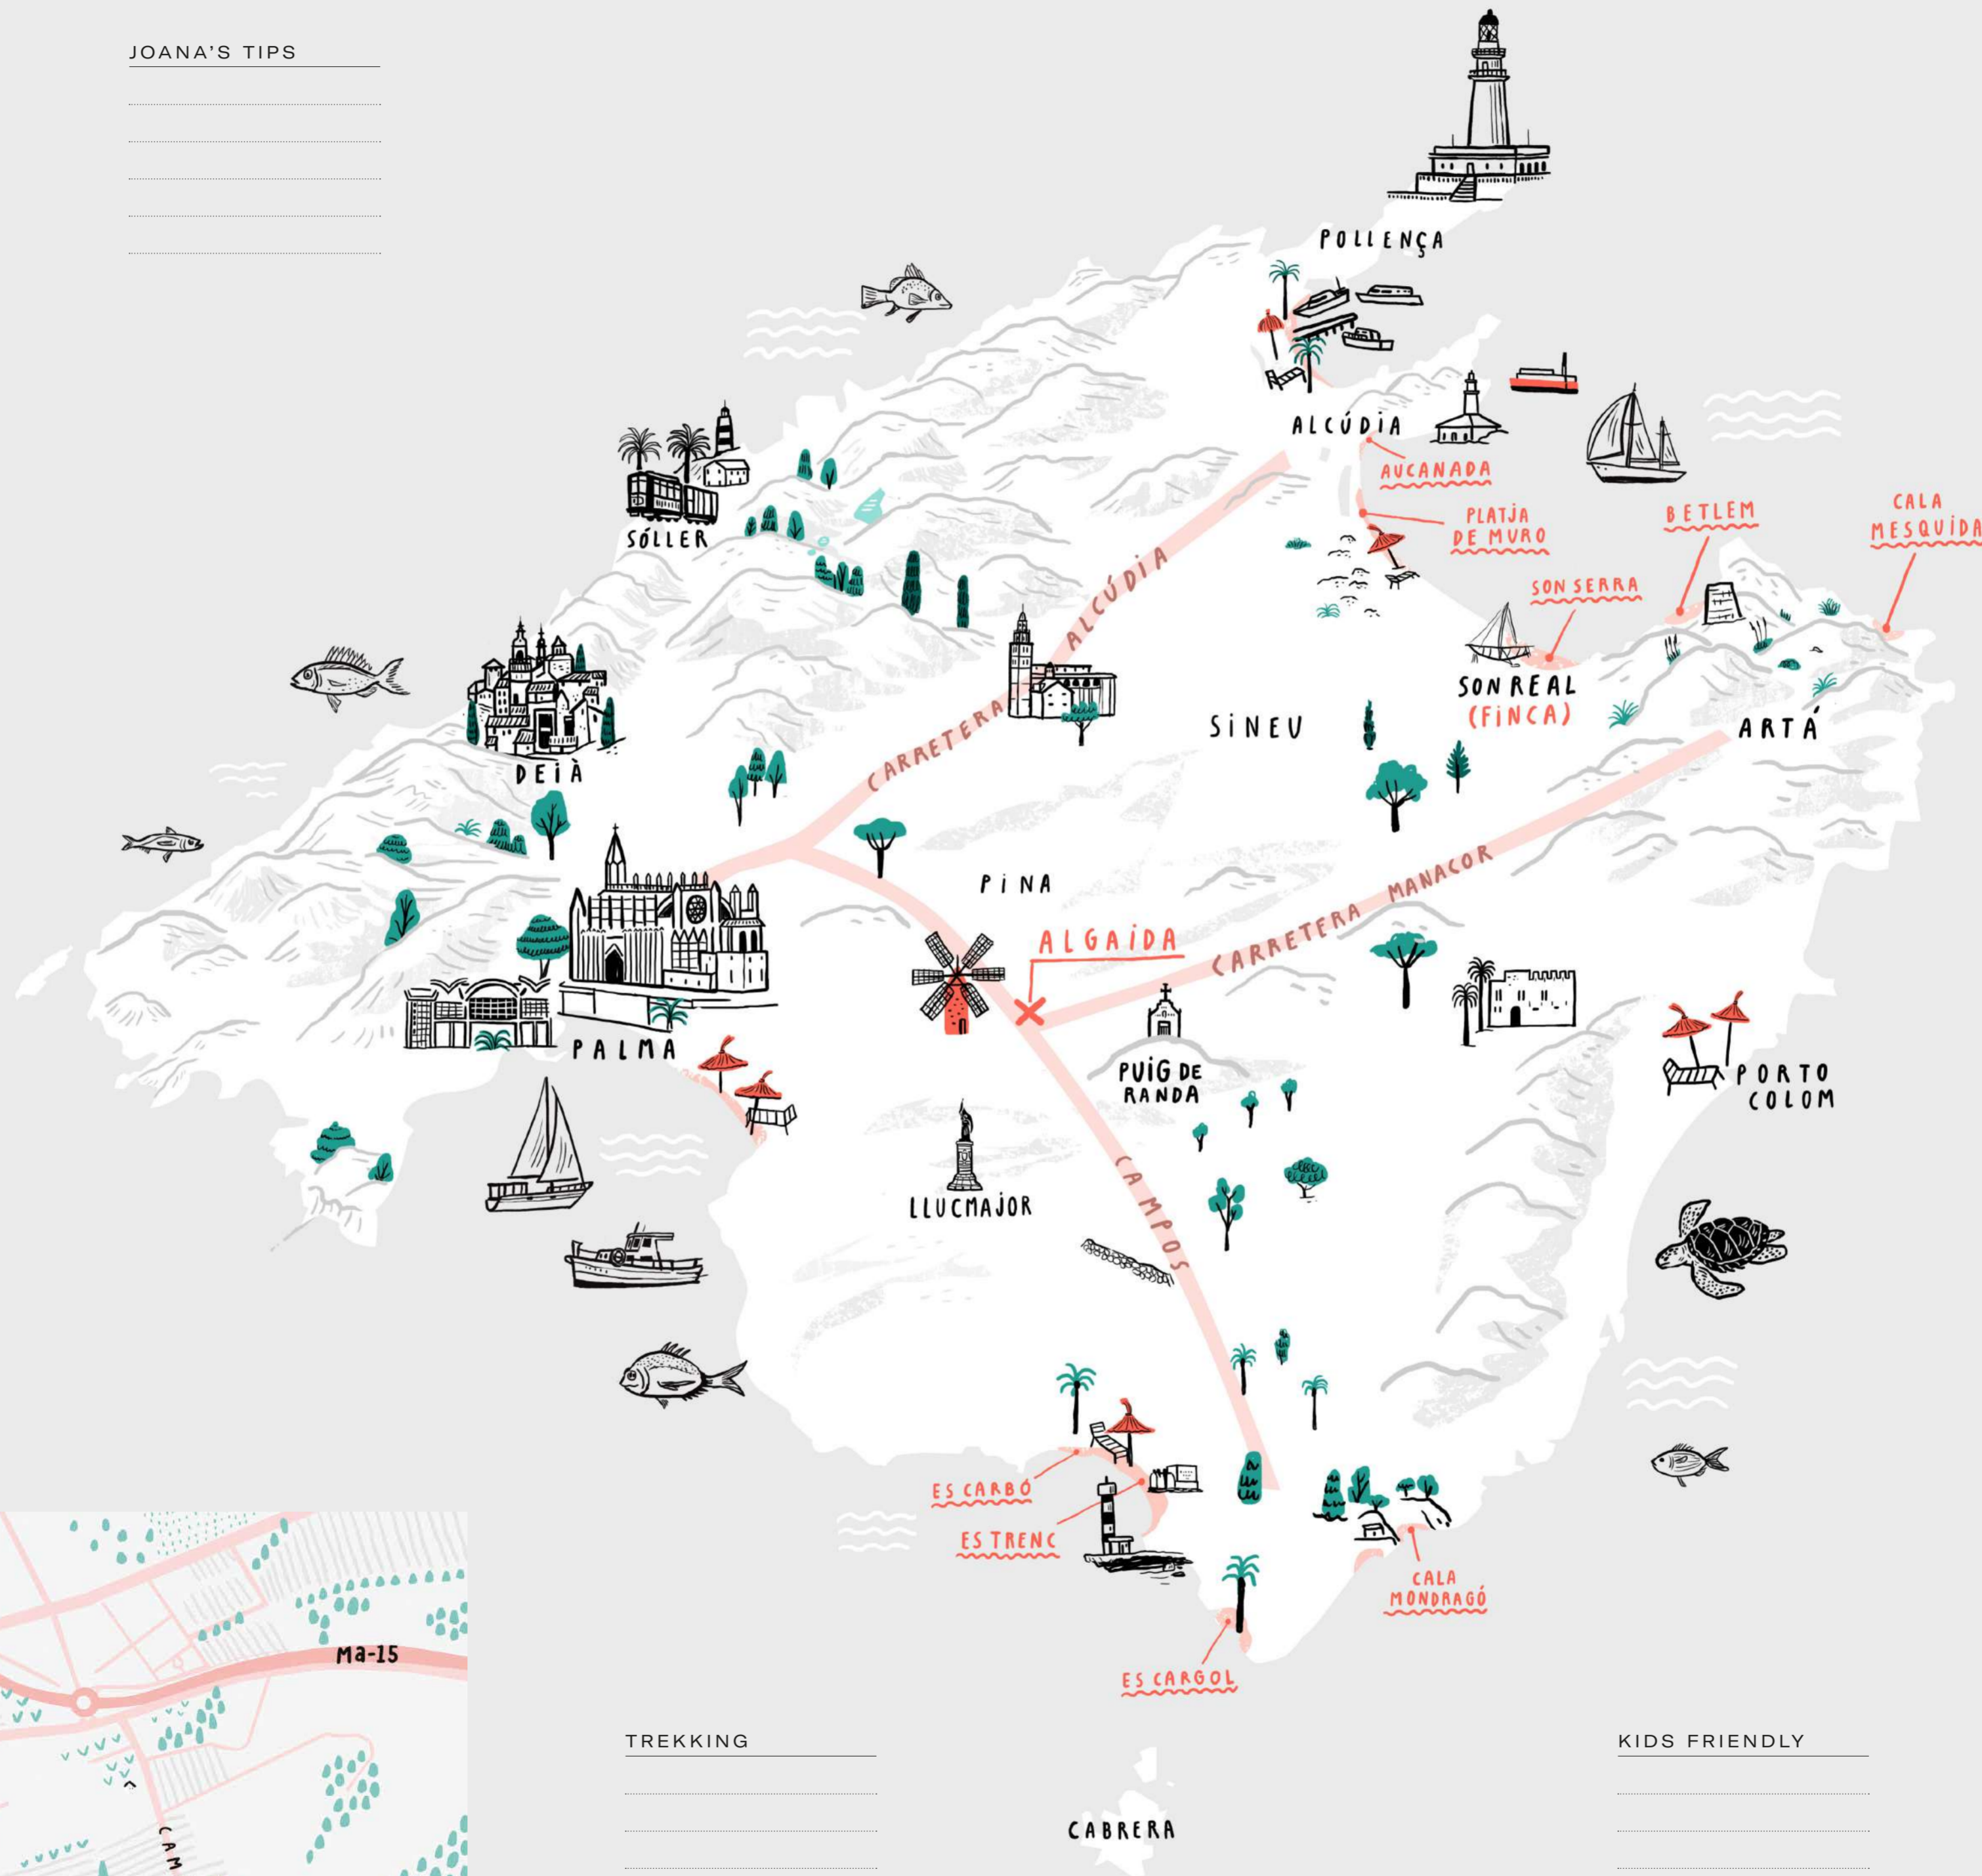 JOANA'S TIPS
POLLENÇA
ALCÚDIA
AUCANADA
PLATJA
DE MURO
BETLEM
CALA
MESQUIDA
SON SERRA
SÓLLER
SON REAL
(FINCA)
ARTÁ
SINEU
CARRETERA ALCÚDIA
DEIÀ
PINA
CARRETERA MANACOR
ALGAIDA
PALMA
PUIG DE
RANDA
PORTO
COLOM
LLUCMAJOR
CAMPOS
ES CARBÓ
ES TRENC
CALA
MONDRAGÓ
ES CARGOL
Ma-15
CAM
TREKKING
KIDS FRIENDLY
CABRERA